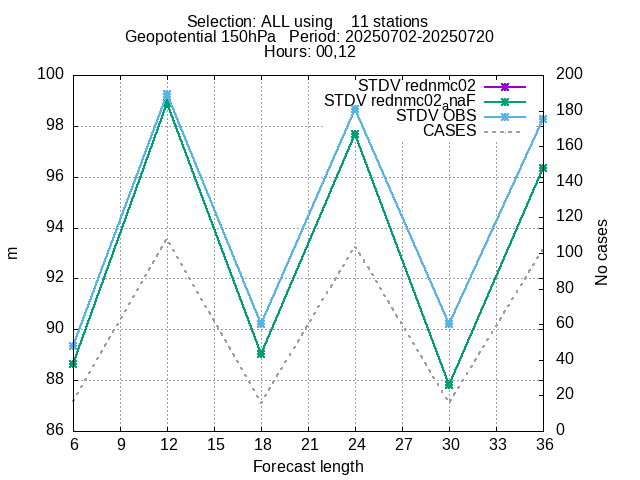 Selection: ALL using    11 stations
Geopotential 150hPa   Period: 20250702-20250720
Hours: 00,12
STDV rednmc02
STDV rednmc02anaF
STDV OBS
CASES
100
98
96
94
92
90
88
86
m
200
180
160
140
120
100
80
60
40
20
0
No cases
6 9 12 15 18 21 24 27 30 33 36
Forecast length